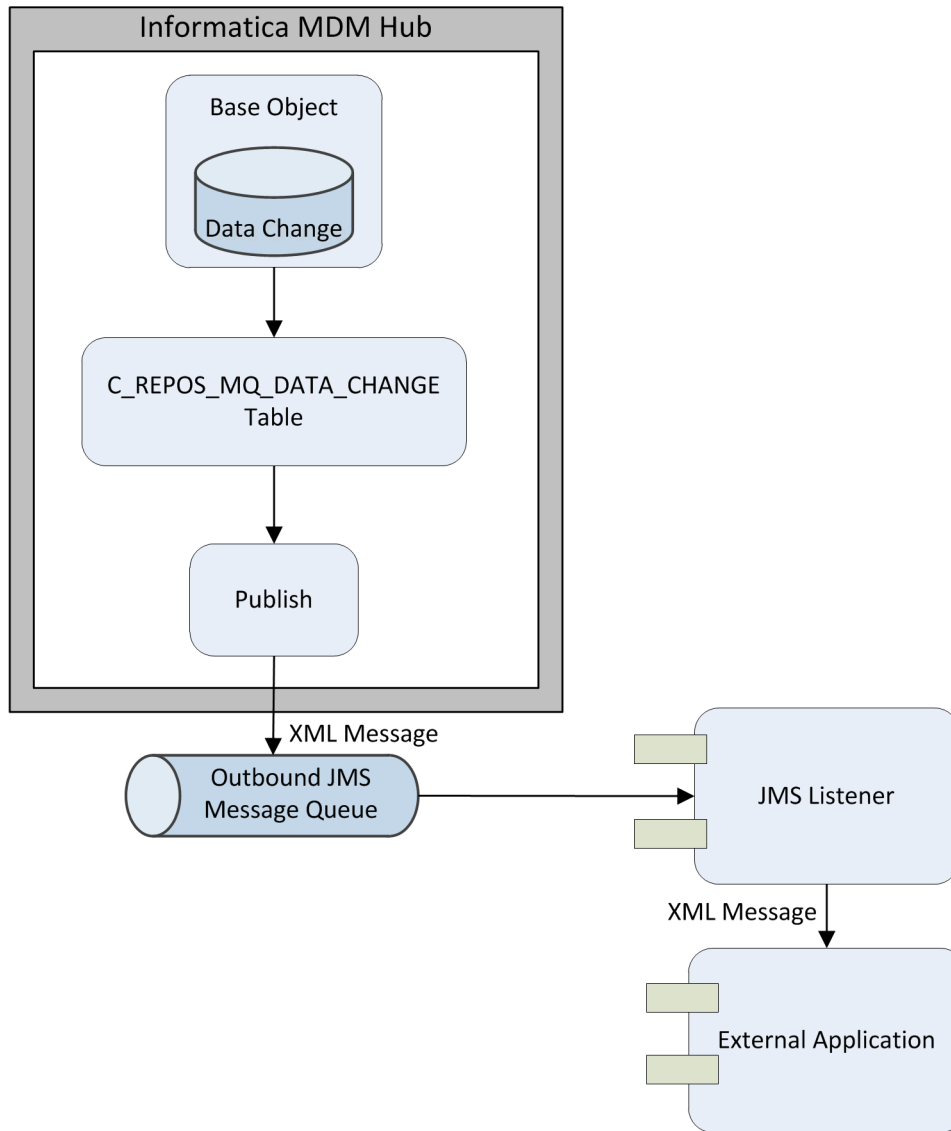 Informatica MDM Hub
Base Object
Data Change
C_REPOS_MQ_DATA_CHANGE
Table
Publish
XML Message
Outbound JMS
Message Queue
JMS Listener
XML Message
External Application